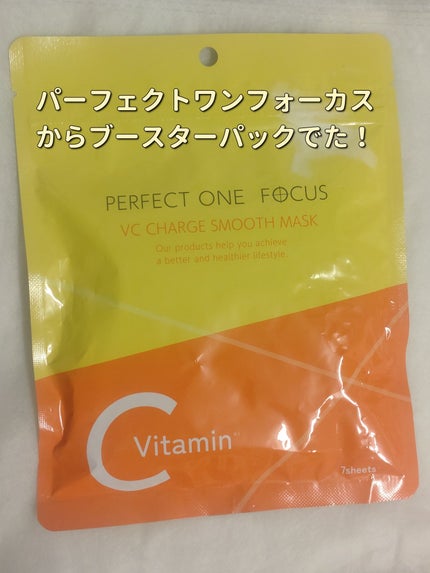 パーフェクトワンフォーカス
からブースターパックでた！
PERFECT ONE FOCUS
VC CHARGE SMOOTH MASK
Our products help you achieve
a better and healthier lifestyle.
C Vitamin
7sheets